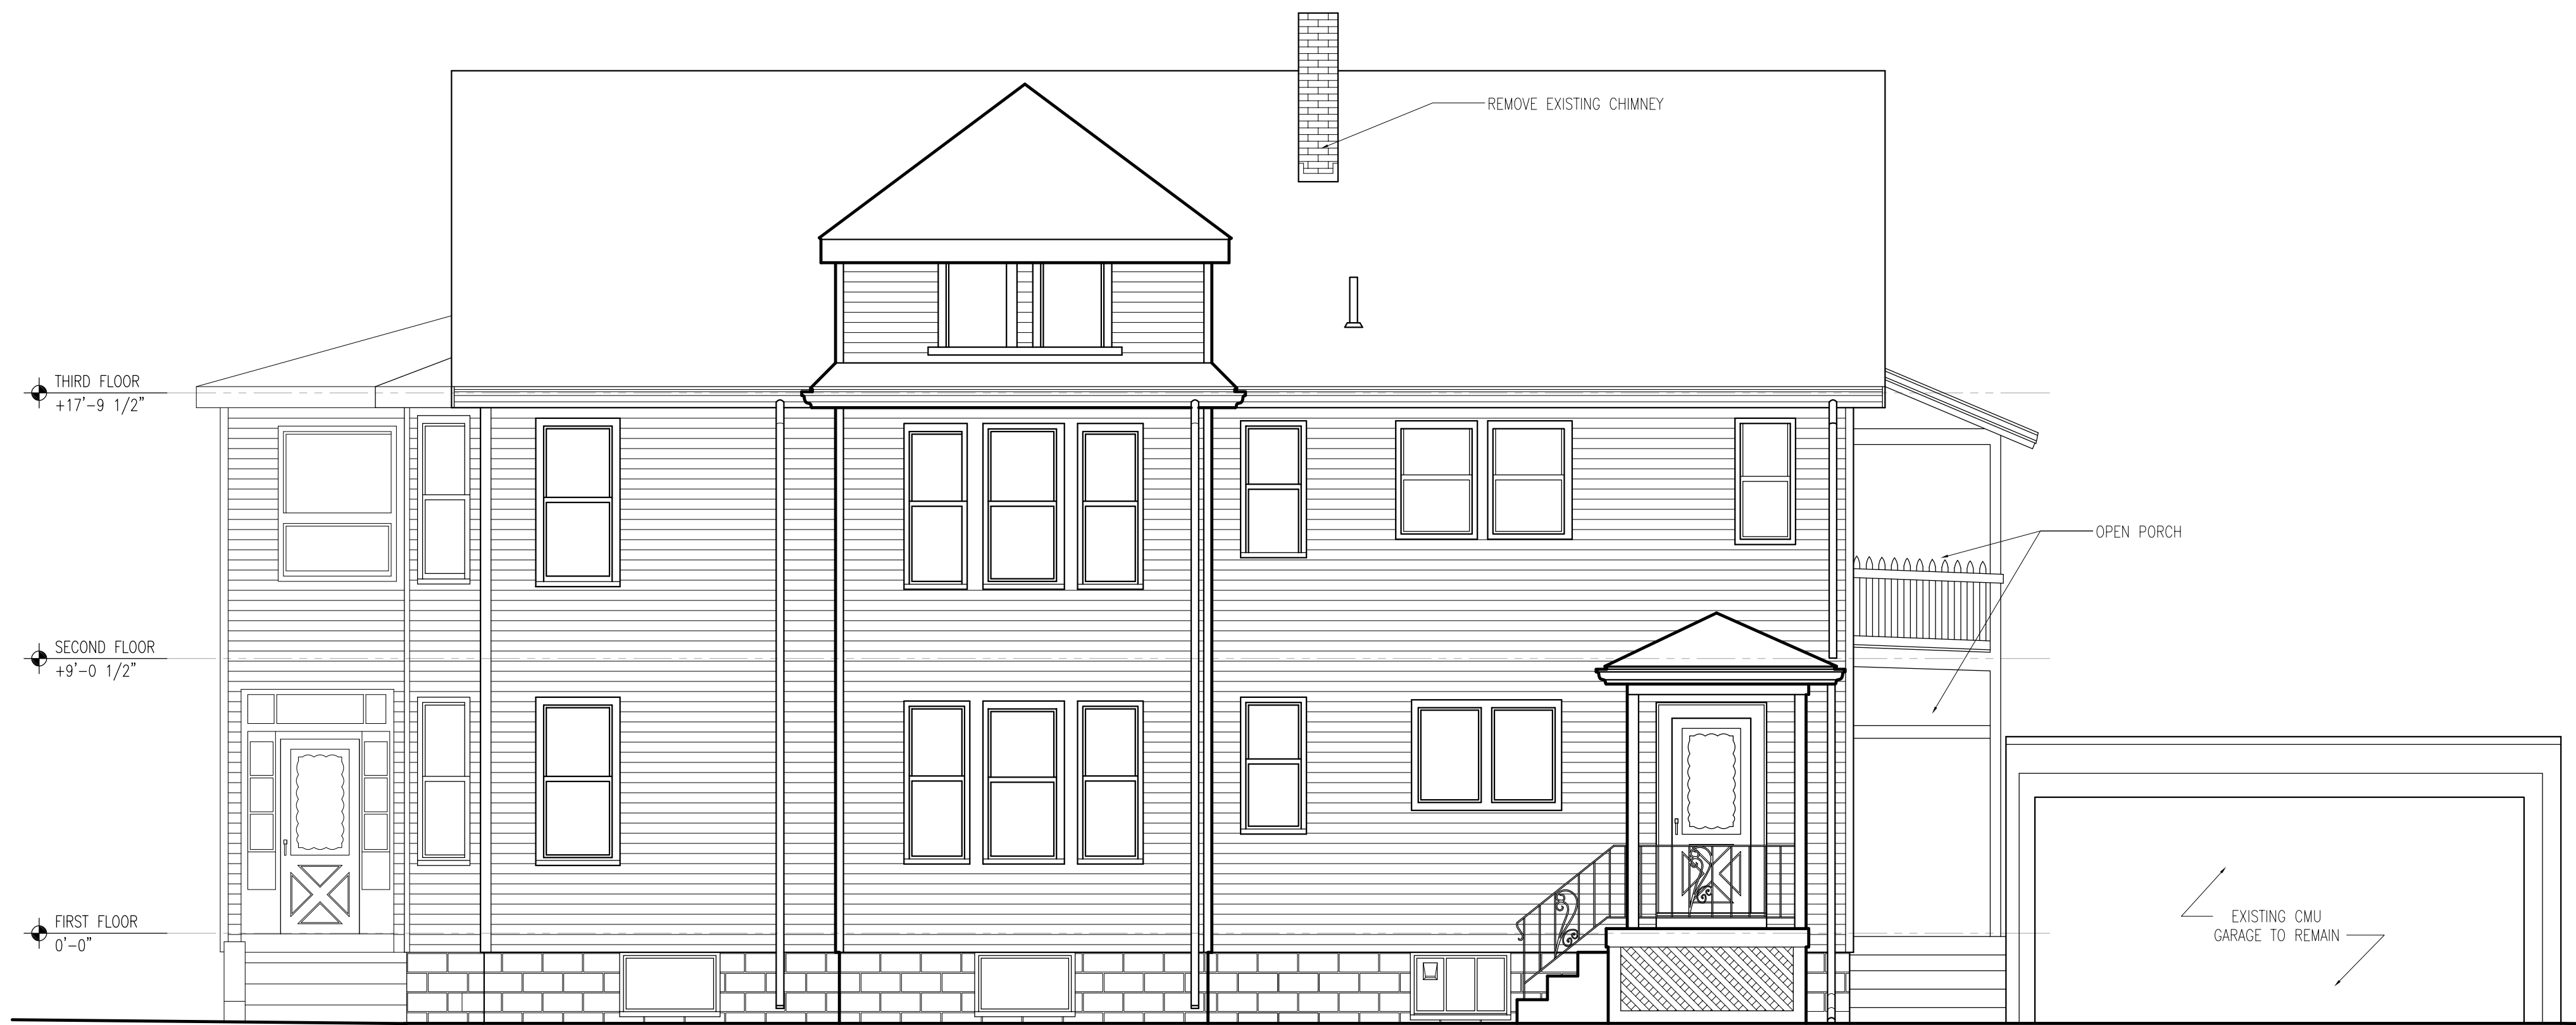 REMOVE EXISTING CHIMNEY
THIRD FLOOR
+17'-9 1/2"
OPEN PORCH
SECOND FLOOR
+9'-0 1/2"
FIRST FLOOR
0'-0"
EXISTING CMU
GARAGE TO REMAIN